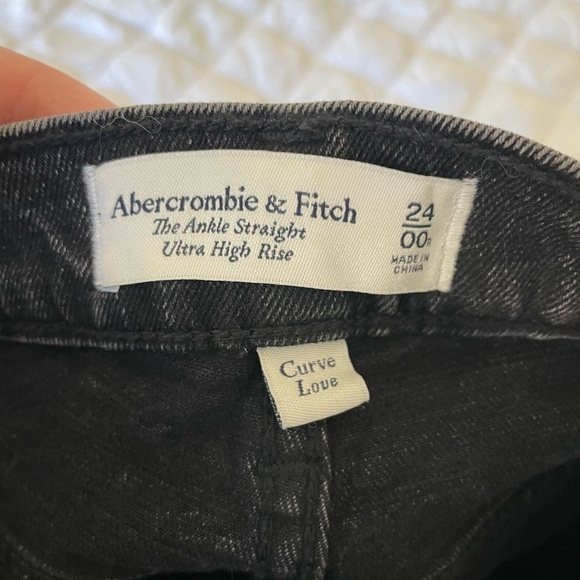 Abercrombie & Fitch
The Ankle Straight
Ultra High Rise
24
00R
MADE IN
CHINA
Curve
Love